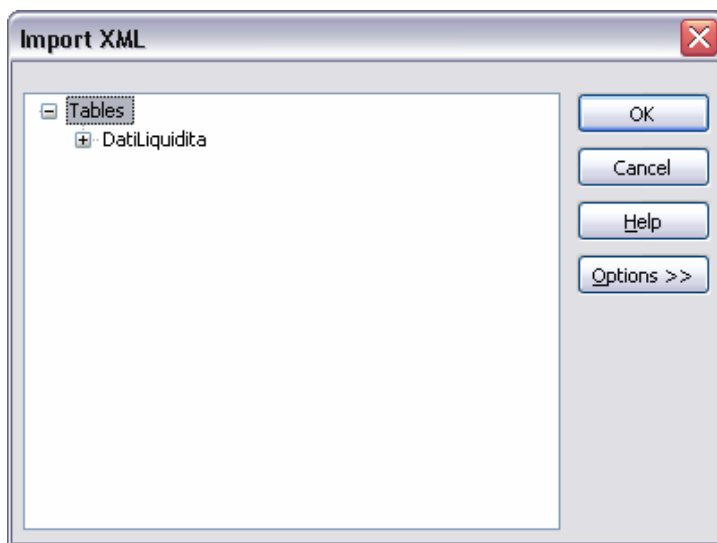 Import XML
Tables
DatiLiquidita
OK
Cancel
Help
Options >>